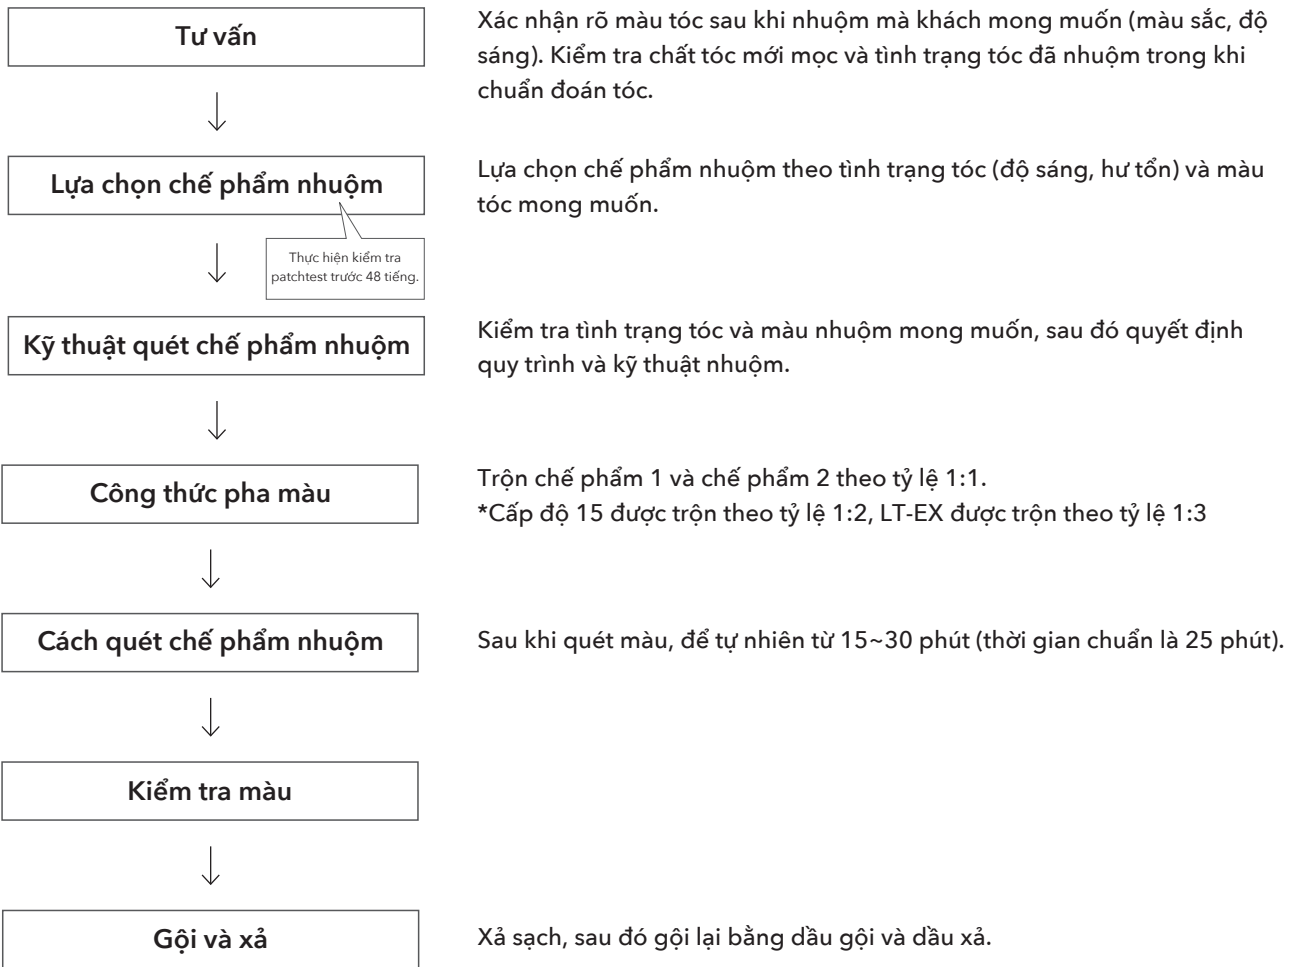 Tư vấn
Xác nhận rõ màu tóc sau khi nhuộm mà khách mong muốn (màu sắc, độ
sáng). Kiểm tra chất tóc mới mọc và tình trạng tóc đã nhuộm trong khi
chuẩn đoán tóc.
Lựa chọn chế phẩm nhuộm
Lựa chọn chế phẩm nhuộm theo tình trạng tóc (độ sáng, hư tổn) và màu
tóc mong muốn.
Thực hiện kiểm tra
patchtest trước 48 tiếng.
Kỹ thuật quét chế phẩm nhuộm
Kiểm tra tình trạng tóc và màu nhuộm mong muốn, sau đó quyết định
quy trình và kỹ thuật nhuộm.
Công thức pha màu
Trộn chế phẩm 1 và chế phẩm 2 theo tỷ lệ 1:1.
*Cấp độ 15 được trộn theo tỷ lệ 1:2, LT-EX được trộn theo tỷ lệ 1:3
Cách quét chế phẩm nhuộm
Sau khi quét màu, để tự nhiên từ 15~30 phút (thời gian chuẩn là 25 phút).
Kiểm tra màu
Gội và xả
Xả sạch, sau đó gội lại bằng dầu gội và dầu xả.